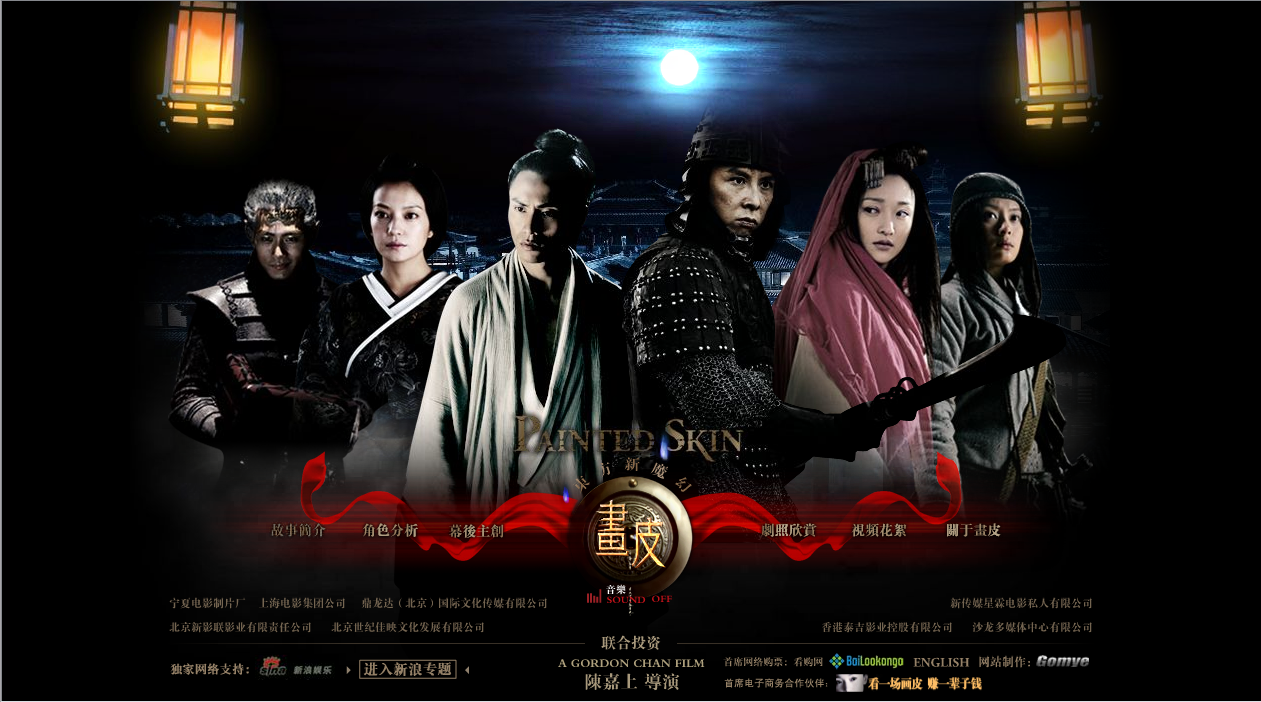 PAINTED SKIN
東方新魔幻
畫皮
故事簡介 角色分析 幕後主創
劇照欣賞 視頻花絮 關于畫皮
音樂
SOUND OFF
宁夏电影制片厂 上海电影集团公司 鼎龙达（北京）国际文化传媒有限公司
新传媒星霖电影私人有限公司
北京新影联影业有限责任公司 北京世纪佳映文化发展有限公司
香港泰吉影业控股有限公司 沙龙多媒体中心有限公司
联合投资
独家网络支持： 新浪娱乐 进入新浪专题
A GORDON CHAN FILM
陳嘉上 導演
首席网络购票：看购网 BaiLookongo ENGLISH 网站制作：Gomye
首席电子商务合作伙伴： 看一场画皮 赚一辈子钱